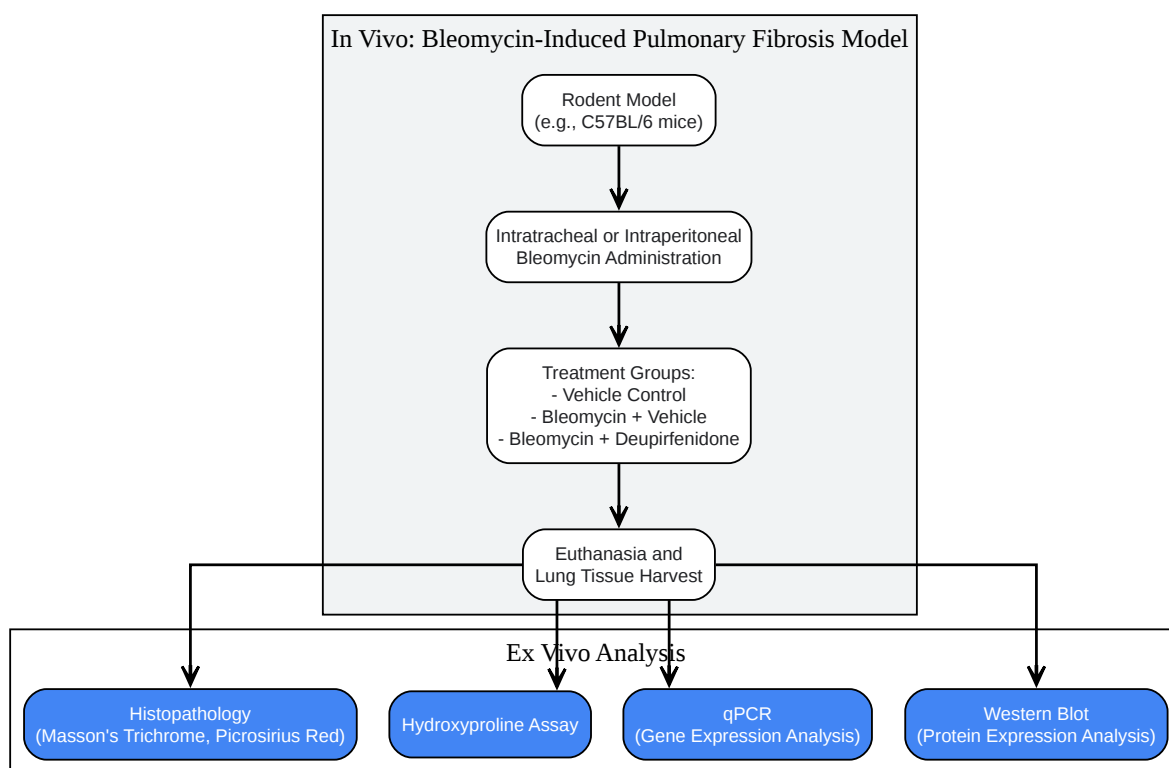 In Vivo: Bleomycin-Induced Pulmonary Fibrosis Model
Rodent Model
(e.g., C57BL/6 mice)
Intratracheal or Intraperitoneal
Bleomycin Administration
Treatment Groups:
- Vehicle Control
- Bleomycin + Vehicle
- Bleomycin + Deupirfenidone
Euthanasia and
Lung Tissue Harvest
Ex Vivo Analysis
Histopathology
(Masson's Trichrome, Picrosirius Red)
Hydroxyproline Assay
qPCR
(Gene Expression Analysis)
Western Blot
(Protein Expression Analysis)